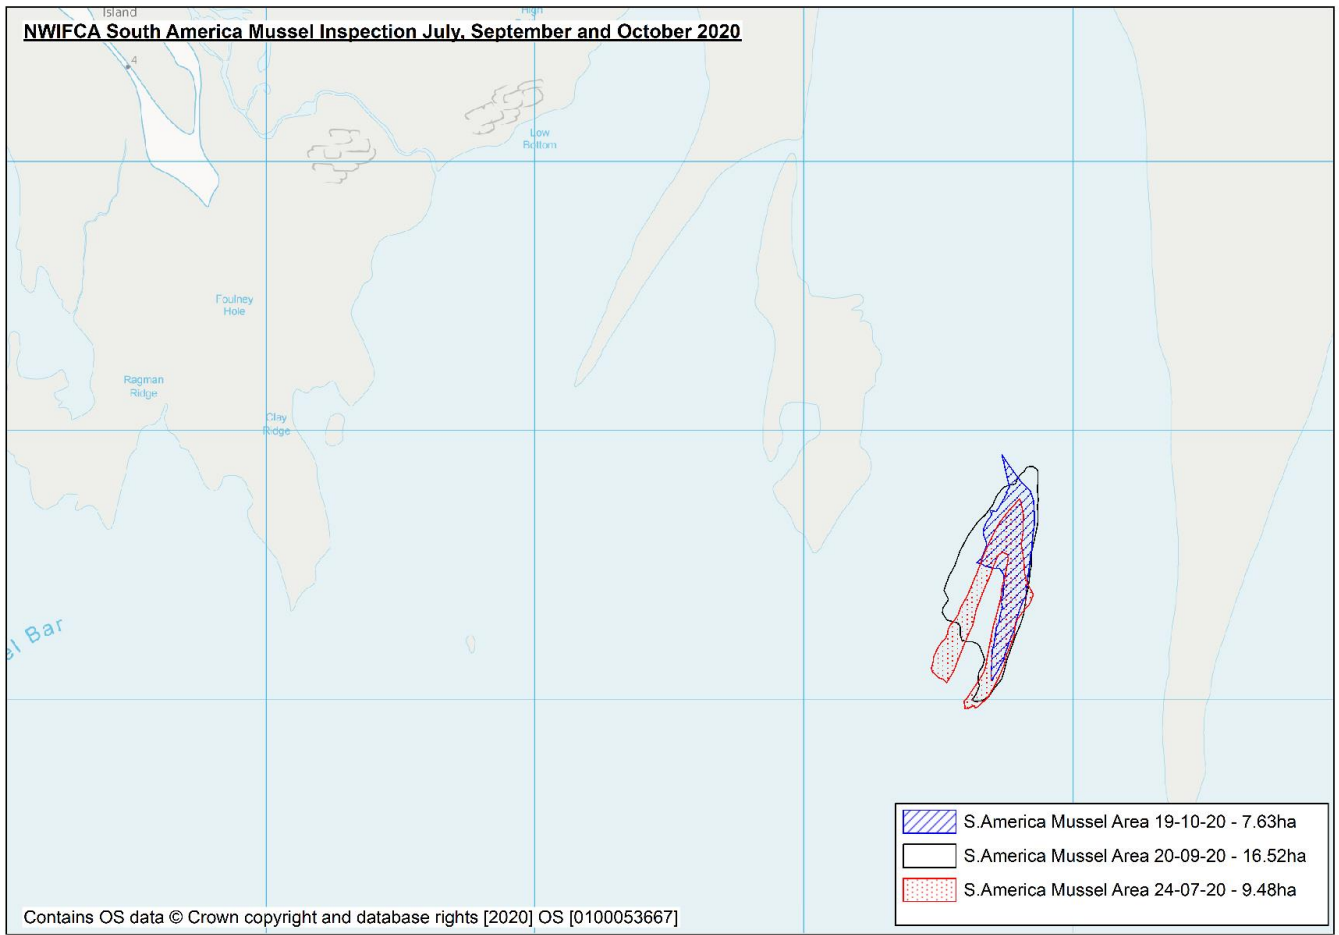 Island
High
NWIFCA South America Mussel Inspection July, September and October 2020
4
Low
Bottom
Foulney
Hole
Ragman
Ridge
Clay
Ridge
el Bar
S.America Mussel Area 19-10-20 - 7.63ha
S.America Mussel Area 20-09-20 - 16.52ha
S.America Mussel Area 24-07-20 - 9.48ha
Contains OS data © Crown copyright and database rights [2020] OS [0100053667]